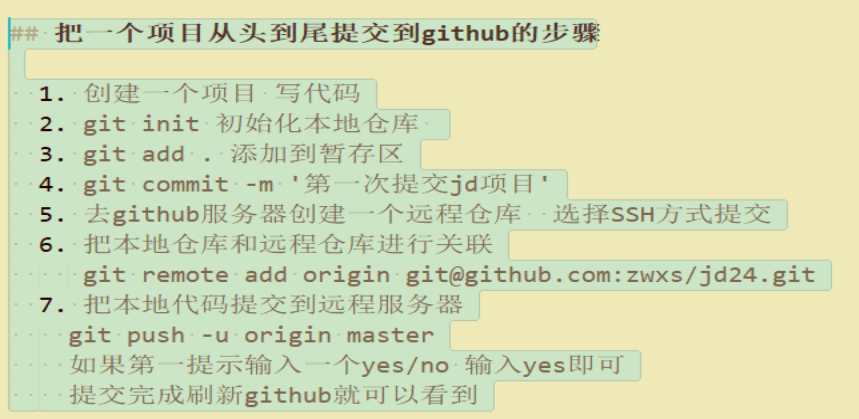 ## 把一个项目从头到尾提交到github的步骤
1. 创建一个项目 写代码
2. git init 初始化本地仓库
3. git add . 添加到暂存区
4. git commit -m '第一次提交jd项目'
5. 去github服务器创建一个远程仓库  选择SSH方式提交
6. 把本地仓库和远程仓库进行关联
git remote add origin git@github.com:zwxs/jd24.git
7. 把本地代码提交到远程服务器
git push -u origin master
如果第一提示输入一个yes/no 输入yes即可
提交完成刷新github就可以看到